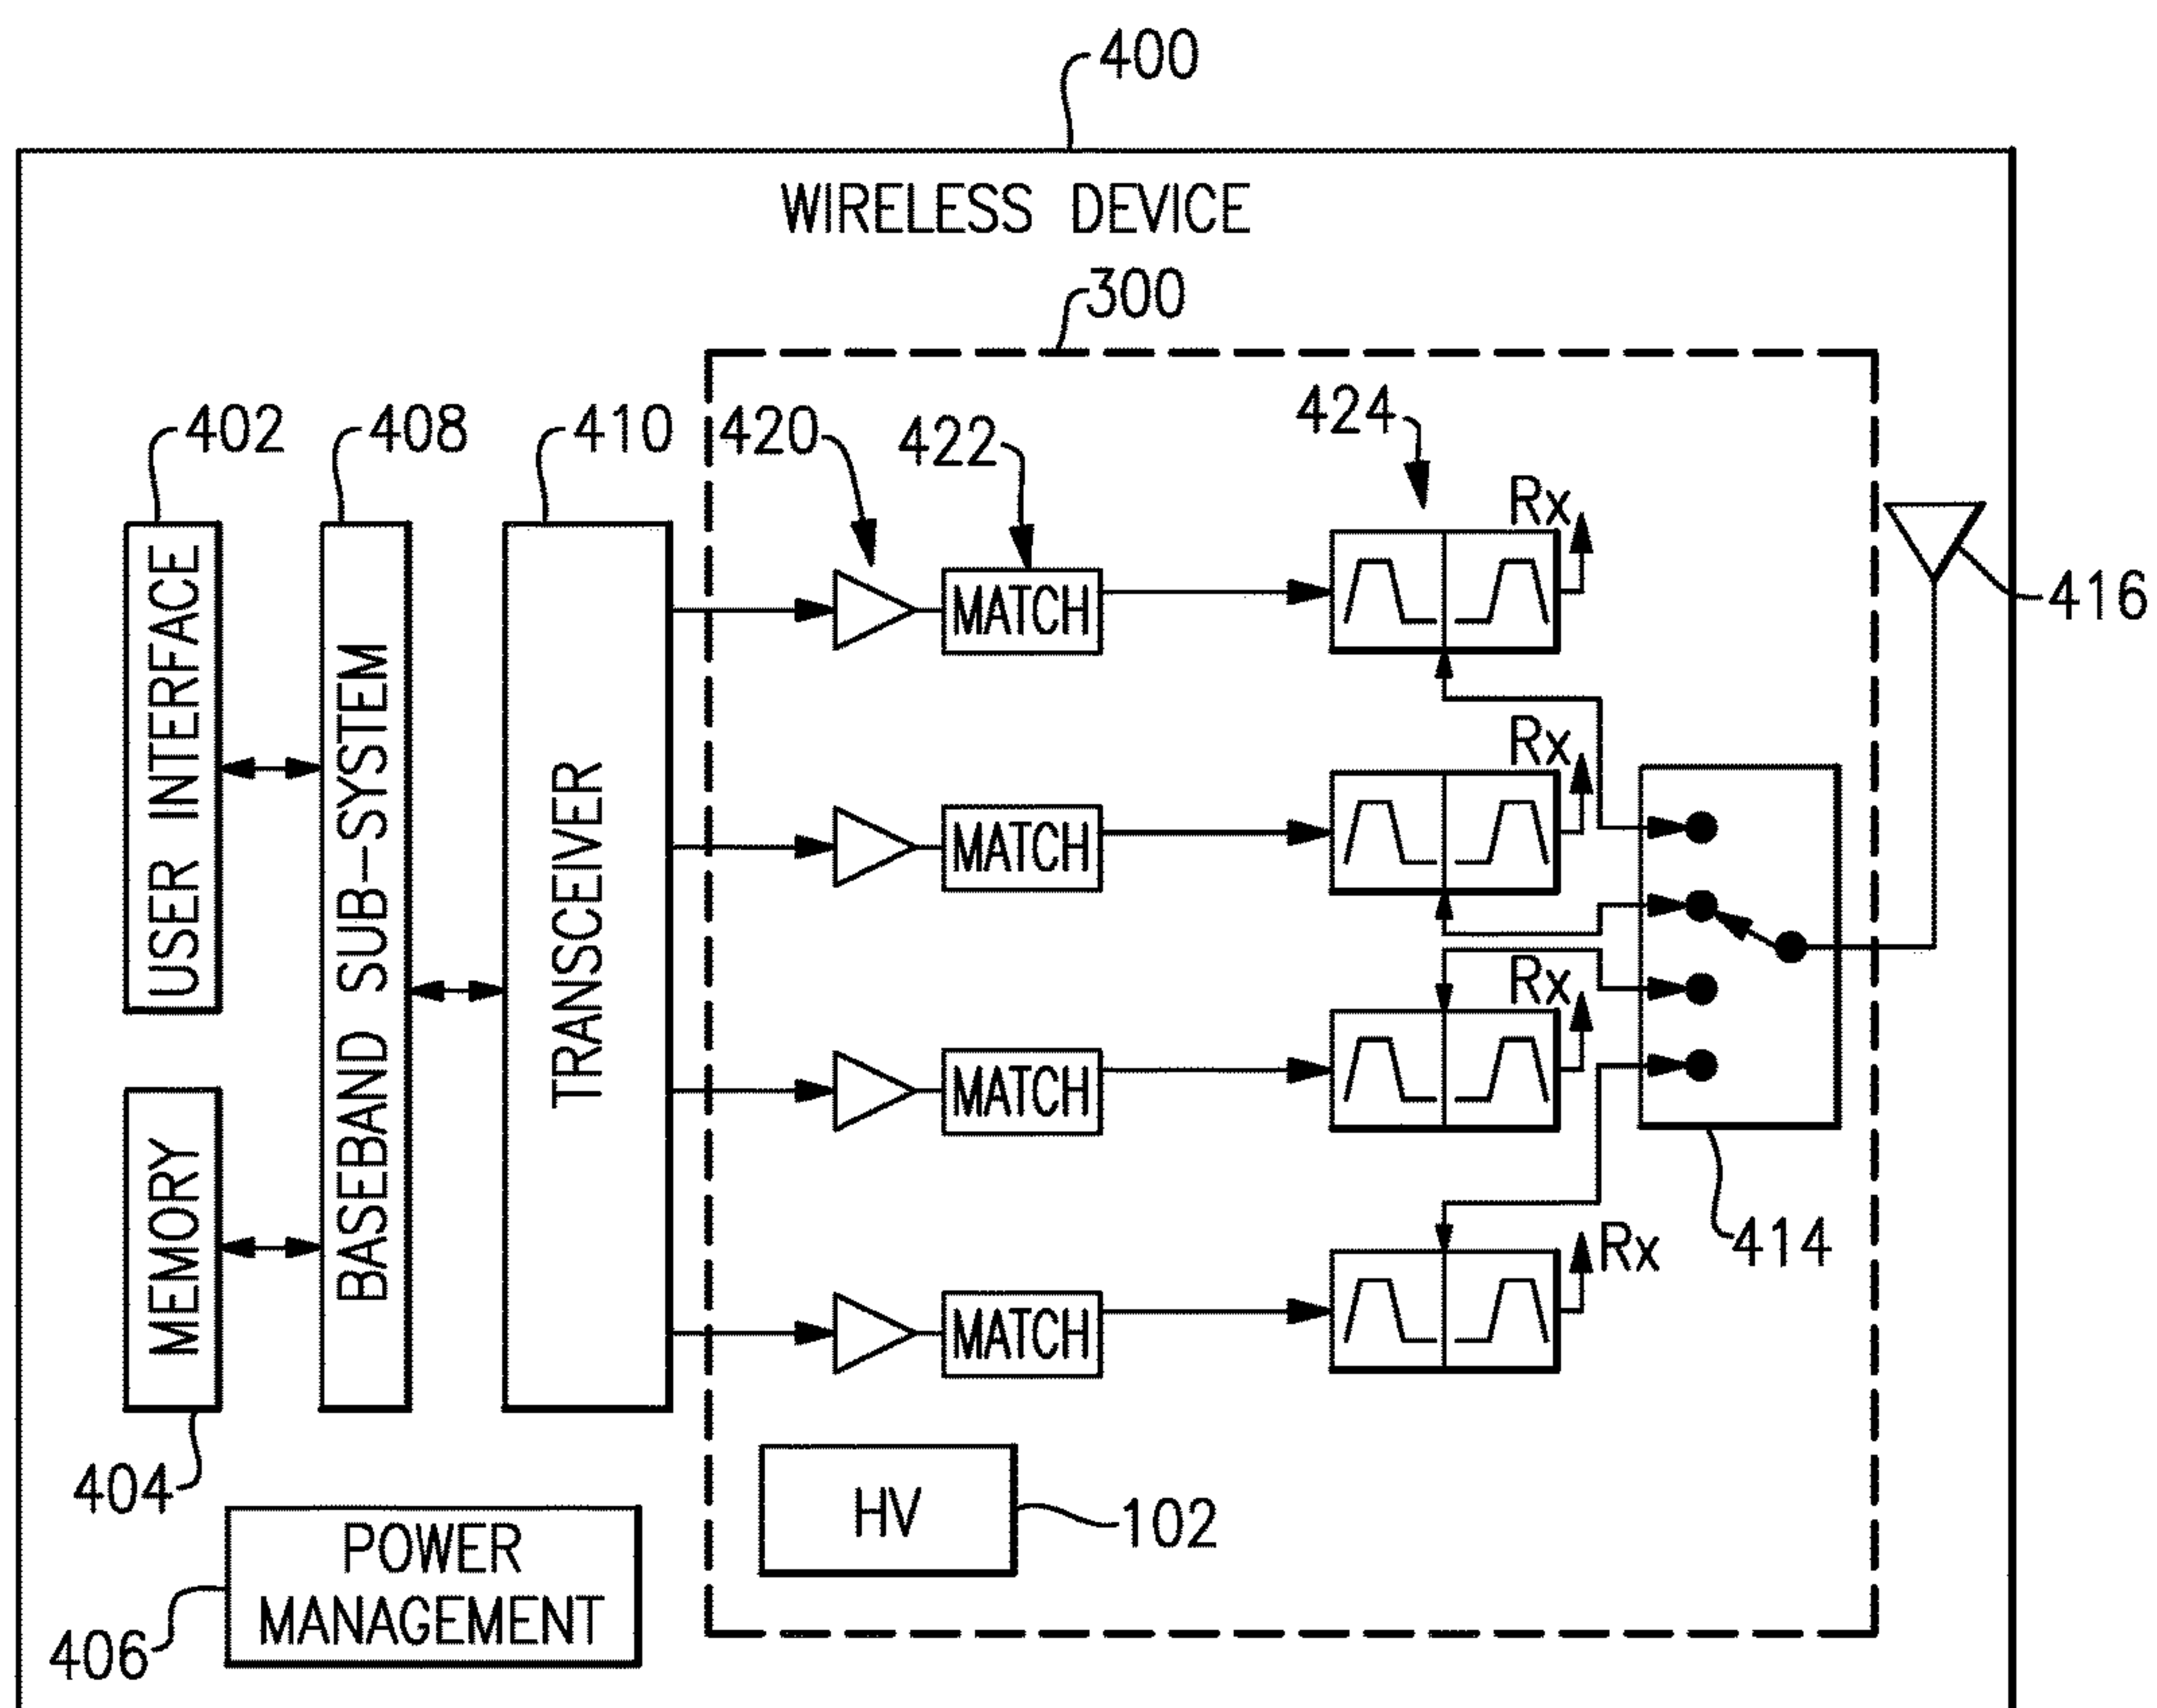 400
WIRELESS DEVICE
300
402
408
410
420
422
424
Rx
416
USER INTERFACE
BASEBAND SUB-SYSTEM
TRANSCEIVER
MATCH
Rx
MATCH
Rx
MATCH
MEMORY
414
Rx
MATCH
404
HV
102
POWER
MANAGEMENT
406